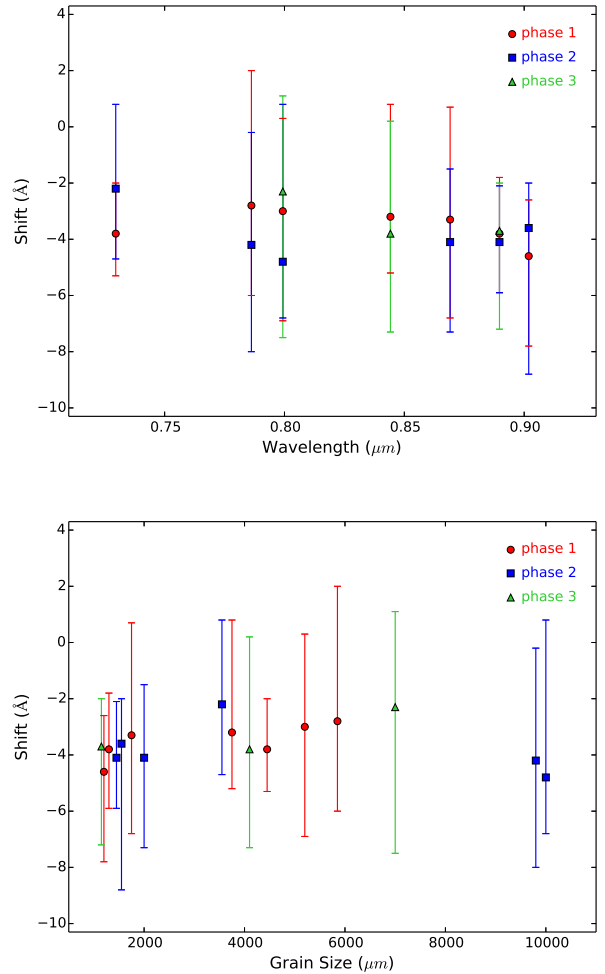 4
2
0
−2
−4
−6
−8
−10
Shift (Å)
phase 1
phase 2
phase 3
0.75 0.80 0.85 0.90
Wavelength (μm)
4
2
0
−2
−4
−6
−8
−10
Shift (Å)
phase 1
phase 2
phase 3
2000 4000 6000 8000 10000
Grain Size (μm)